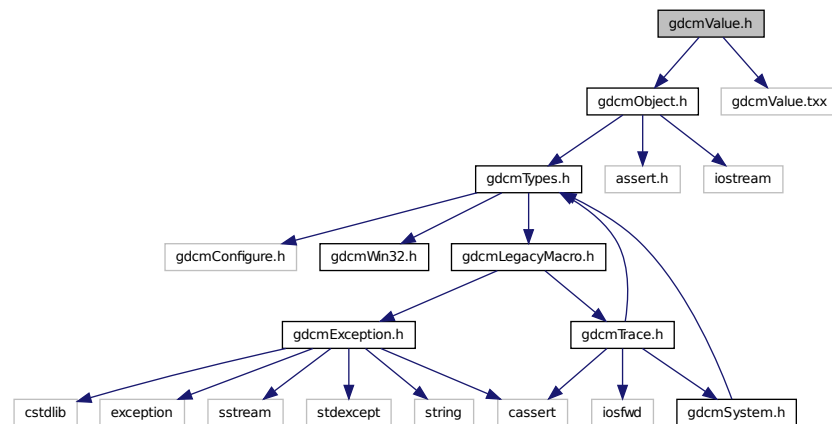 gdcmValue.h
gdcmObject.h
gdcmValue.txx
gdcmTypes.h
assert.h
iostream
gdcmConfigure.h
gdcmWin32.h
gdcmLegacyMacro.h
gdcmException.h
gdcmTrace.h
cstdlib
exception
sstream
stdexcept
string
cassert
iosfwd
gdcmSystem.h